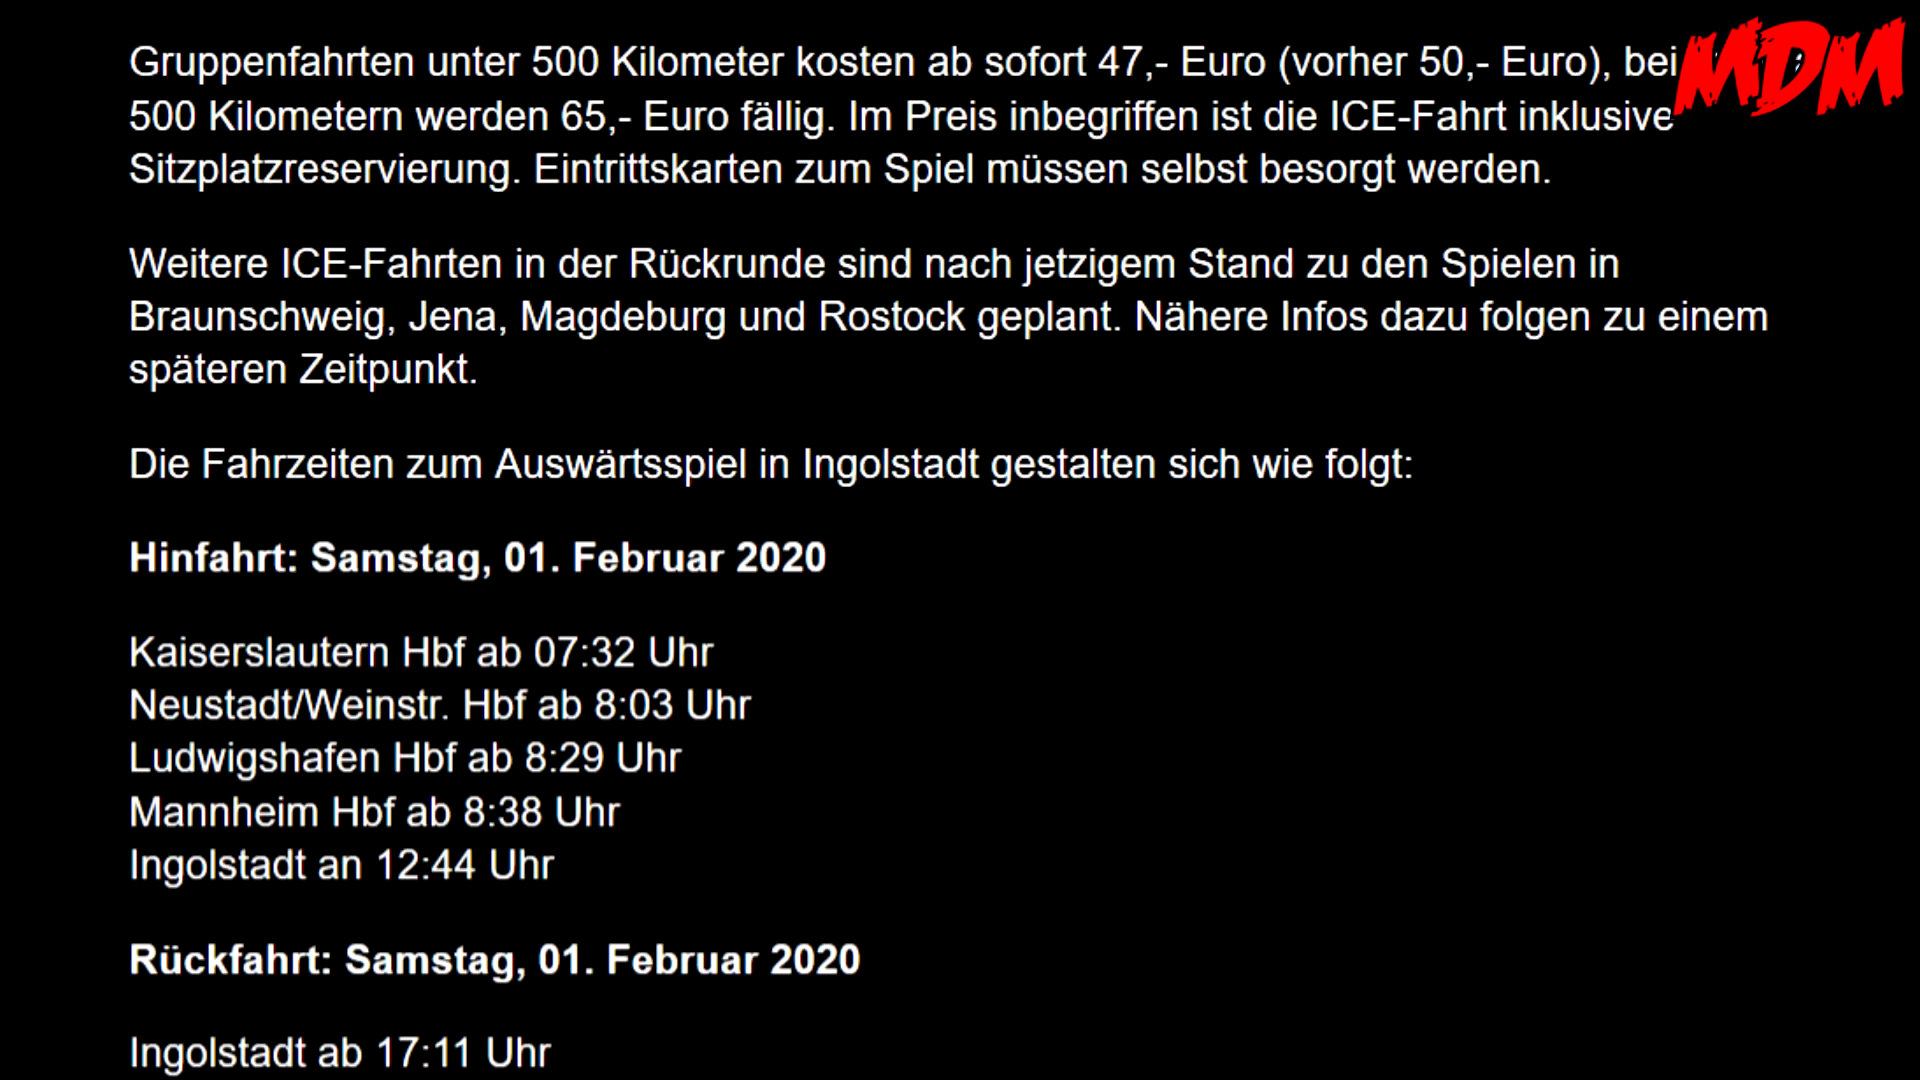 Gruppenfahrten unter 500 Kilometer kosten ab sofort 47,- Euro (vorher 50,- Euro), bei
MDM
500 Kilometern werden 65,- Euro fällig. Im Preis inbegriffen ist die ICE-Fahrt inklusive
Sitzplatzreservierung. Eintrittskarten zum Spiel müssen selbst besorgt werden.
Weitere ICE-Fahrten in der Rückrunde sind nach jetzigem Stand zu den Spielen in
Braunschweig, Jena, Magdeburg und Rostock geplant. Nähere Infos dazu folgen zu einem
späteren Zeitpunkt.
Die Fahrzeiten zum Auswärtsspiel in Ingolstadt gestalten sich wie folgt:
Hinfahrt: Samstag, 01. Februar 2020
Kaiserslautern Hbf ab 07:32 Uhr
Neustadt/Weinstr. Hbf ab 8:03 Uhr
Ludwigshafen Hbf ab 8:29 Uhr
Mannheim Hbf ab 8:38 Uhr
Ingolstadt an 12:44 Uhr
Rückfahrt: Samstag, 01. Februar 2020
Ingolstadt ab 17:11 Uhr